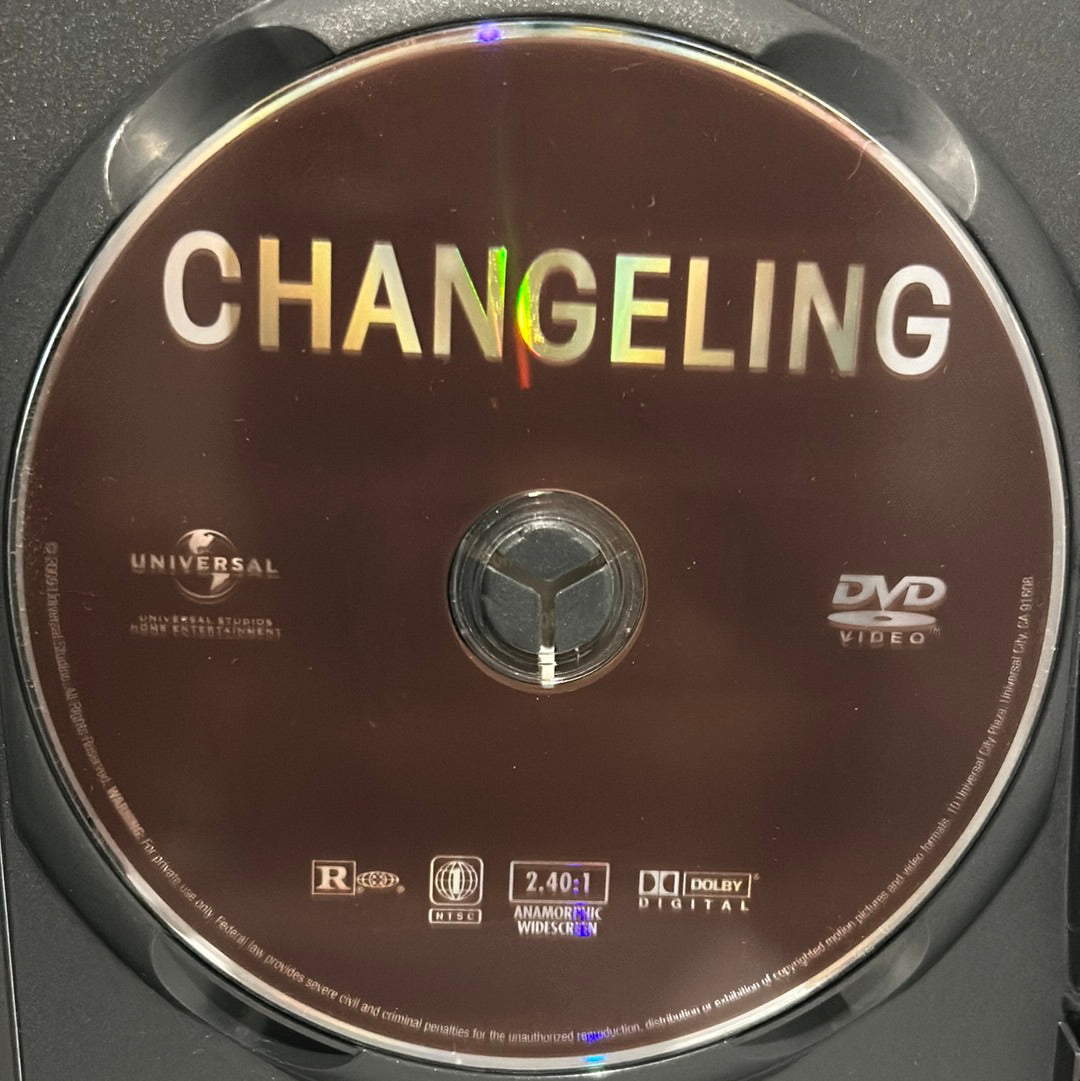 CHANGELING
UNIVERSAL
UNIVERSAL STUDIOS
HOME ENTERTAINMENT
DVD
VIDEO™
R
NTSC
2.40:1
ANAMORPHIC
WIDESCREEN
DOLBY
DIGITAL
Universal Studios. All Rights Reserved. WARNING: For private use only. Federal law provides severe civil and criminal penalties for the unauthorized reproduction, distribution or exhibition of copyrighted motion pictures and video formats. 10 Universal City Plaza, Universal City, CA 91608